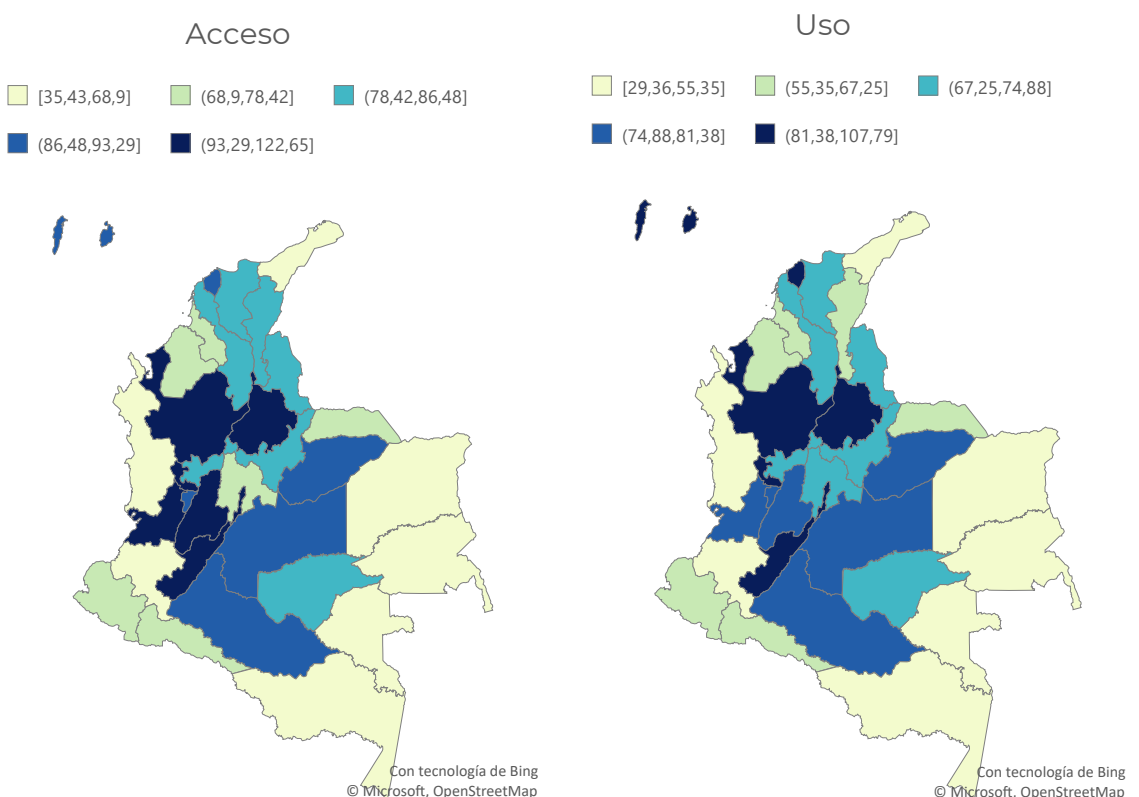 Acceso
[35,43,68,9] (68,9,78,42] (78,42,86,48]
(86,48,93,29] (93,29,122,65]
Con tecnología de Bing
© Microsoft, OpenStreetMap
Uso
[29,36,55,35] (55,35,67,25] (67,25,74,88]
(74,88,81,38] (81,38,107,79]
Con tecnología de Bing
© Microsoft, OpenStreetMap